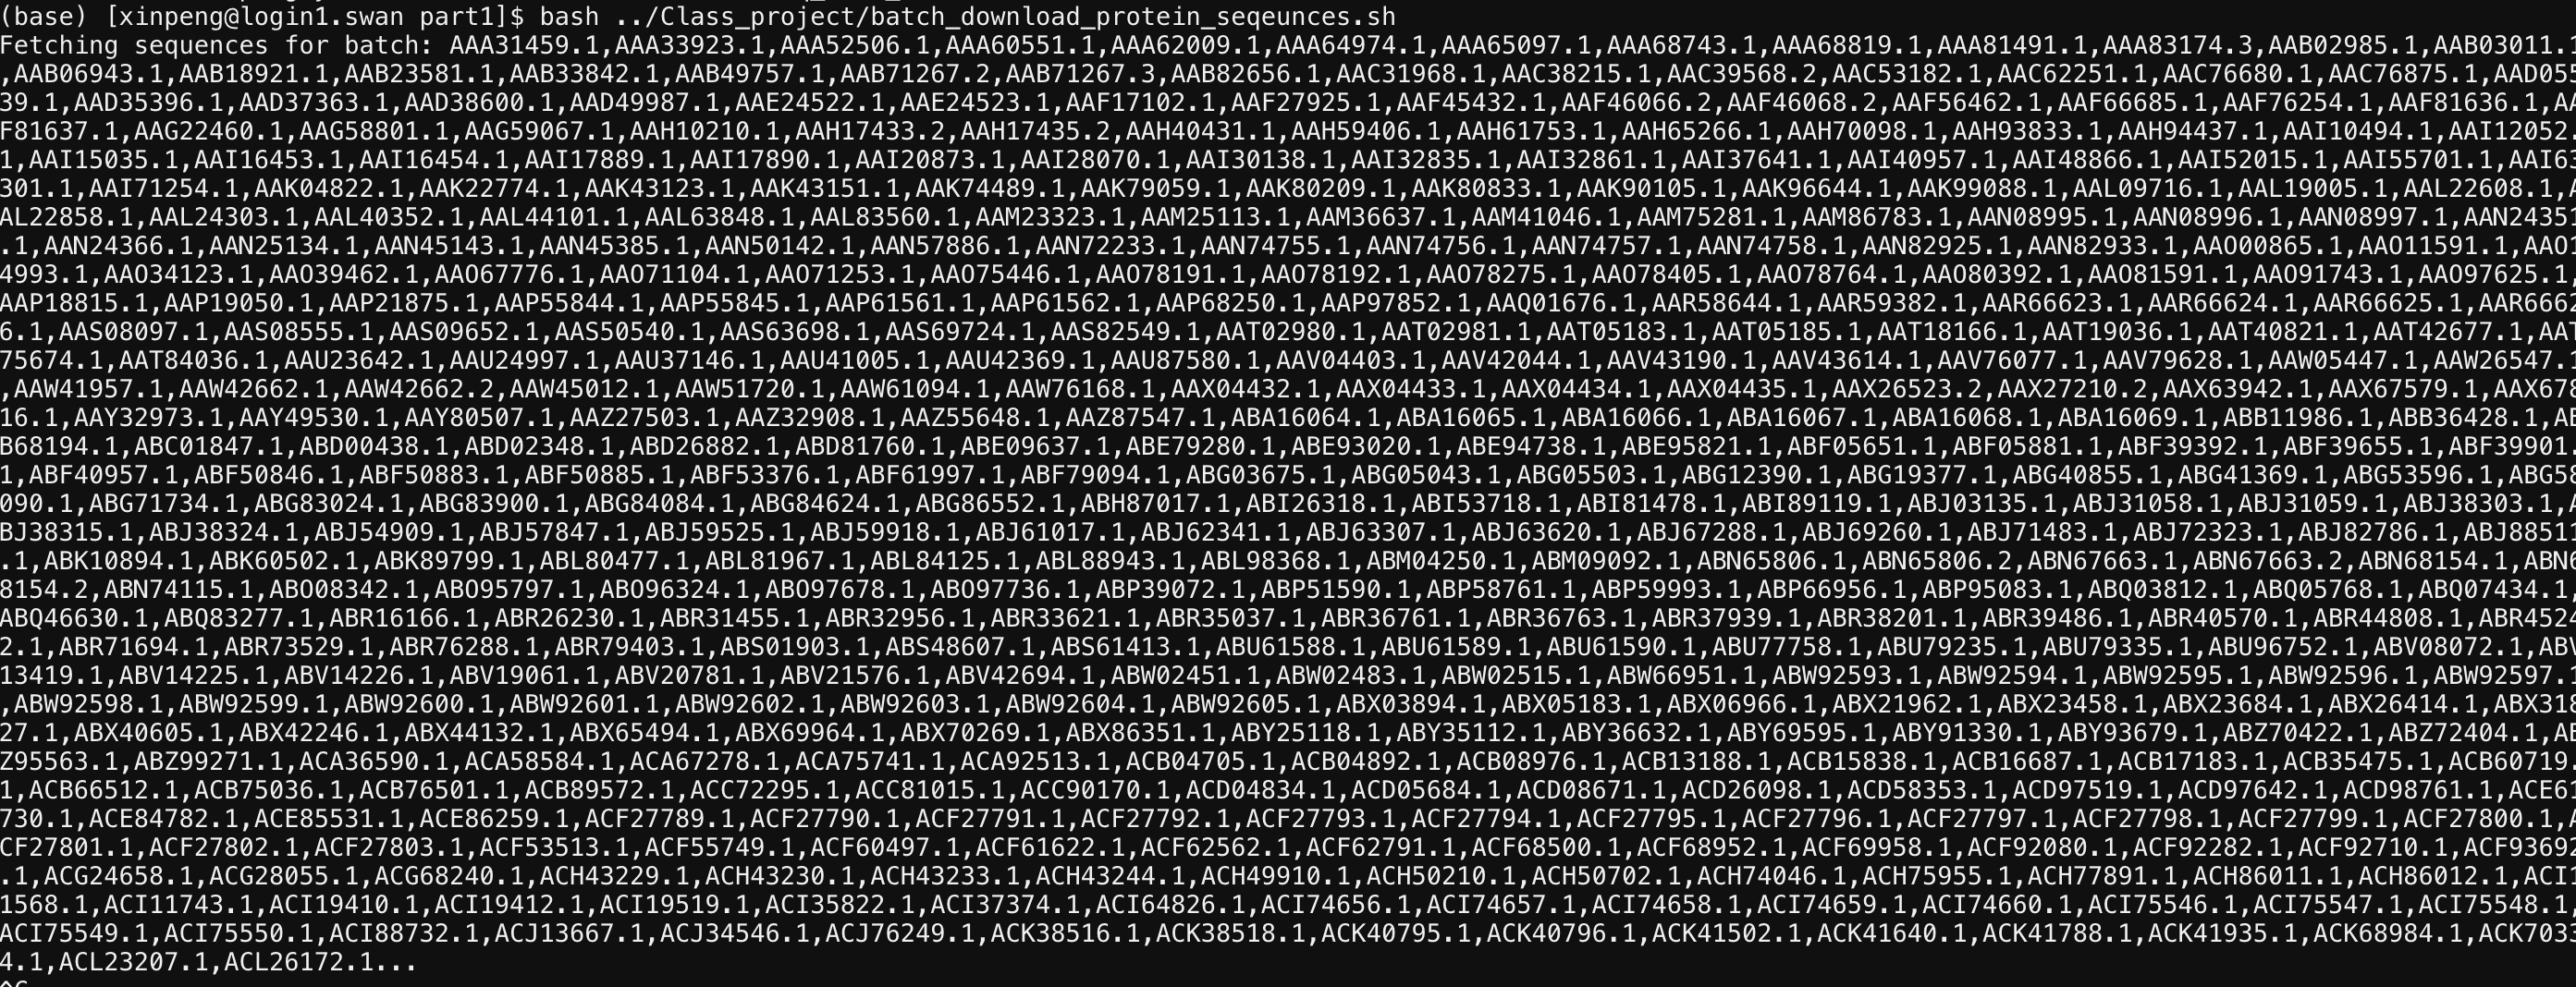 (base) [xinpeng@login1.swan part1]$ bash ../Class_project/batch_download_protein_seqeunces.sh
Fetching sequences for batch: AAA31459.1,AAA33923.1,AAA52506.1,AAA60551.1,AAA62009.1,AAA64974.1,AAA65097.1,AAA68743.1,AAA68819.1,AAA81491.1,AAA83174.3,AAB02985.1,AAB03011.1
,AAB06943.1,AAB18921.1,AAB23581.1,AAB33842.1,AAB49757.1,AAB71267.2,AAB71267.3,AAB82656.1,AAC31968.1,AAC38215.1,AAC39568.2,AAC53182.1,AAC62251.1,AAC76680.1,AAC76875.1,AAD055
39.1,AAD35396.1,AAD37363.1,AAD38600.1,AAD49987.1,AAE24522.1,AAE24523.1,AAF17102.1,AAF27925.1,AAF45432.1,AAF46066.2,AAF46068.2,AAF56462.1,AAF66685.1,AAF76254.1,AAF81636.1,AA
F81637.1,AAG22460.1,AAG58801.1,AAG59067.1,AAH10210.1,AAH17433.2,AAH17435.2,AAH40431.1,AAH59406.1,AAH61753.1,AAH65266.1,AAH70098.1,AAH93833.1,AAH94437.1,AAI10494.1,AAI12052.
1,AAI15035.1,AAI16453.1,AAI16454.1,AAI17889.1,AAI17890.1,AAI20873.1,AAI28070.1,AAI30138.1,AAI32835.1,AAI32861.1,AAI37641.1,AAI40957.1,AAI48866.1,AAI52015.1,AAI55701.1,AAI63
301.1,AAI71254.1,AAK04822.1,AAK22774.1,AAK43123.1,AAK43151.1,AAK74489.1,AAK79059.1,AAK80209.1,AAK80833.1,AAK90105.1,AAK96644.1,AAK99088.1,AAL09716.1,AAL19005.1,AAL22608.1,A
AL22858.1,AAL24303.1,AAL40352.1,AAL44101.1,AAL63848.1,AAL83560.1,AAM23323.1,AAM25113.1,AAM36637.1,AAM41046.1,AAM75281.1,AAM86783.1,AAN08995.1,AAN08996.1,AAN08997.1,AAN2435
.1,AAN24366.1,AAN25134.1,AAN45143.1,AAN45385.1,AAN50142.1,AAN57886.1,AAN72233.1,AAN74755.1,AAN74756.1,AAN74757.1,AAN74758.1,AAN82925.1,AAN82933.1,AAO00865.1,AAO11591.1,AAO1
4993.1,AAO34123.1,AAO39462.1,AAO67776.1,AAO71104.1,AAO71253.1,AAO75446.1,AAO78191.1,AAO78192.1,AAO78275.1,AAO78405.1,AAO78764.1,AAO80392.1,AAO81591.1,AAO91743.1,AAO97625.1
AAP18815.1,AAP19050.1,AAP21875.1,AAP55844.1,AAP55845.1,AAP61561.1,AAP61562.1,AAP68250.1,AAP97852.1,AAQ01676.1,AAR58644.1,AAR59382.1,AAR66623.1,AAR66624.1,AAR66625.1,AAR662
6.1,AAS08097.1,AAS08555.1,AAS09652.1,AAS50540.1,AAS63698.1,AAS69724.1,AAS82549.1,AAT02980.1,AAT02981.1,AAT05183.1,AAT05185.1,AAT18166.1,AAT19036.1,AAT40821.1,AAT42677.1,AAT
75674.1,AAT84036.1,AAU23642.1,AAU24997.1,AAU37146.1,AAU41005.1,AAU42369.1,AAU87580.1,AAV04403.1,AAV42044.1,AAV43190.1,AAV43614.1,AAV76077.1,AAV79628.1,AAW05447.1,AAW26547.1
,AAW41957.1,AAW42662.1,AAW42662.2,AAW45012.1,AAW51720.1,AAW61094.1,AAW76168.1,AAX04432.1,AAX04433.1,AAX04434.1,AAX04435.1,AAX26523.2,AAX27210.2,AAX63942.1,AAX67579.1,AAX67
16.1,AAY32973.1,AAY49530.1,AAY80507.1,AAZ27503.1,AAZ32908.1,AAZ55648.1,AAZ87547.1,ABA16064.1,ABA16065.1,ABA16066.1,ABA16067.1,ABA16068.1,ABA16069.1,ABB11986.1,ABB36428.1,AB
B68194.1,ABC01847.1,ABD00438.1,ABD02348.1,ABD26882.1,ABD81760.1,ABE09637.1,ABE79280.1,ABE93020.1,ABE94738.1,ABE95821.1,ABF05651.1,ABF05881.1,ABF39392.1,ABF39655.1,ABF39901.
1,ABF40957.1,ABF50846.1,ABF50883.1,ABF50885.1,ABF53376.1,ABF61997.1,ABF79094.1,ABG03675.1,ABG05043.1,ABG05503.1,ABG12390.1,ABG19377.1,ABG40855.1,ABG41369.1,ABG53596.1,ABG5
090.1,ABG71734.1,ABG83024.1,ABG83900.1,ABG84084.1,ABG84624.1,ABG86552.1,ABH87017.1,ABI26318.1,ABI53718.1,ABI81478.1,ABI89119.1,ABJ03135.1,ABJ31058.1,ABJ31059.1,ABJ38303.1,A
BJ38315.1,ABJ38324.1,ABJ54909.1,ABJ57847.1,ABJ59525.1,ABJ59918.1,ABJ61017.1,ABJ62341.1,ABJ63307.1,ABJ63620.1,ABJ67288.1,ABJ69260.1,ABJ71483.1,ABJ72323.1,ABJ82786.1,ABJ8851
.1,ABK10894.1,ABK60502.1,ABK89799.1,ABL80477.1,ABL81967.1,ABL84125.1,ABL88943.1,ABL98368.1,ABM04250.1,ABM09092.1,ABN65806.1,ABN65806.2,ABN67663.1,ABN67663.2,ABN68154.1,ABN6
8154.2,ABN74115.1,ABO08342.1,ABO95797.1,ABO96324.1,ABO97678.1,ABO97736.1,ABP39072.1,ABP51590.1,ABP58761.1,ABP59993.1,ABP66956.1,ABP95083.1,ABQ03812.1,ABQ05768.1,ABQ07434.1,
ABQ46630.1,ABQ83277.1,ABR16166.1,ABR26230.1,ABR31455.1,ABR32956.1,ABR33621.1,ABR35037.1,ABR36761.1,ABR36763.1,ABR37939.1,ABR38201.1,ABR39486.1,ABR40570.1,ABR44808.1,ABR452
2.1,ABR71694.1,ABR73529.1,ABR76288.1,ABR79403.1,ABS01903.1,ABS48607.1,ABS61413.1,ABU61588.1,ABU61589.1,ABU61590.1,ABU77758.1,ABU79235.1,ABU79335.1,ABU96752.1,ABV08072.1,ABV
13419.1,ABV14225.1,ABV14226.1,ABV19061.1,ABV20781.1,ABV21576.1,ABV42694.1,ABW02451.1,ABW02483.1,ABW02515.1,ABW66951.1,ABW92593.1,ABW92594.1,ABW92595.1,ABW92596.1,ABW92597.1
,ABW92598.1,ABW92599.1,ABW92600.1,ABW92601.1,ABW92602.1,ABW92603.1,ABW92604.1,ABW92605.1,ABX03894.1,ABX05183.1,ABX06966.1,ABX21962.1,ABX23458.1,ABX23684.1,ABX26414.1,ABX318
27.1,ABX40605.1,ABX42246.1,ABX44132.1,ABX65494.1,ABX69964.1,ABX70269.1,ABX86351.1,ABY25118.1,ABY35112.1,ABY36632.1,ABY69595.1,ABY91330.1,ABY93679.1,ABZ70422.1,ABZ72404.1,AB
Z95563.1,ABZ99271.1,ACA36590.1,ACA58584.1,ACA67278.1,ACA75741.1,ACA92513.1,ACB04705.1,ACB04892.1,ACB08976.1,ACB13188.1,ACB15838.1,ACB16687.1,ACB17183.1,ACB35475.1,ACB60719.
1,ACB66512.1,ACB75036.1,ACB76501.1,ACB89572.1,ACC72295.1,ACC81015.1,ACC90170.1,ACD04834.1,ACD05684.1,ACD08671.1,ACD26098.1,ACD58353.1,ACD97519.1,ACD97642.1,ACD98761.1,ACE61
730.1,ACE84782.1,ACE85531.1,ACE86259.1,ACF27789.1,ACF27790.1,ACF27791.1,ACF27792.1,ACF27793.1,ACF27794.1,ACF27795.1,ACF27796.1,ACF27797.1,ACF27798.1,ACF27799.1,ACF27800.1,A
CF27801.1,ACF27802.1,ACF27803.1,ACF53513.1,ACF55749.1,ACF60497.1,ACF61622.1,ACF62562.1,ACF62791.1,ACF68500.1,ACF68952.1,ACF69958.1,ACF92080.1,ACF92282.1,ACF92710.1,ACF93692
.1,ACG24658.1,ACG28055.1,ACG68240.1,ACH43229.1,ACH43230.1,ACH43233.1,ACH43244.1,ACH49910.1,ACH50210.1,ACH50702.1,ACH74046.1,ACH75955.1,ACH77891.1,ACH86011.1,ACH86012.1,ACI1
1568.1,ACI11743.1,ACI19410.1,ACI19412.1,ACI19519.1,ACI35822.1,ACI37374.1,ACI64826.1,ACI74656.1,ACI74657.1,ACI74658.1,ACI74659.1,ACI74660.1,ACI75546.1,ACI75547.1,ACI75548.1
ACI75549.1,ACI75550.1,ACI88732.1,ACJ13667.1,ACJ34546.1,ACJ76249.1,ACK38516.1,ACK38518.1,ACK40795.1,ACK40796.1,ACK41502.1,ACK41640.1,ACK41788.1,ACK41935.1,ACK68984.1,ACK7033
4.1,ACL23207.1,ACL26172.1...